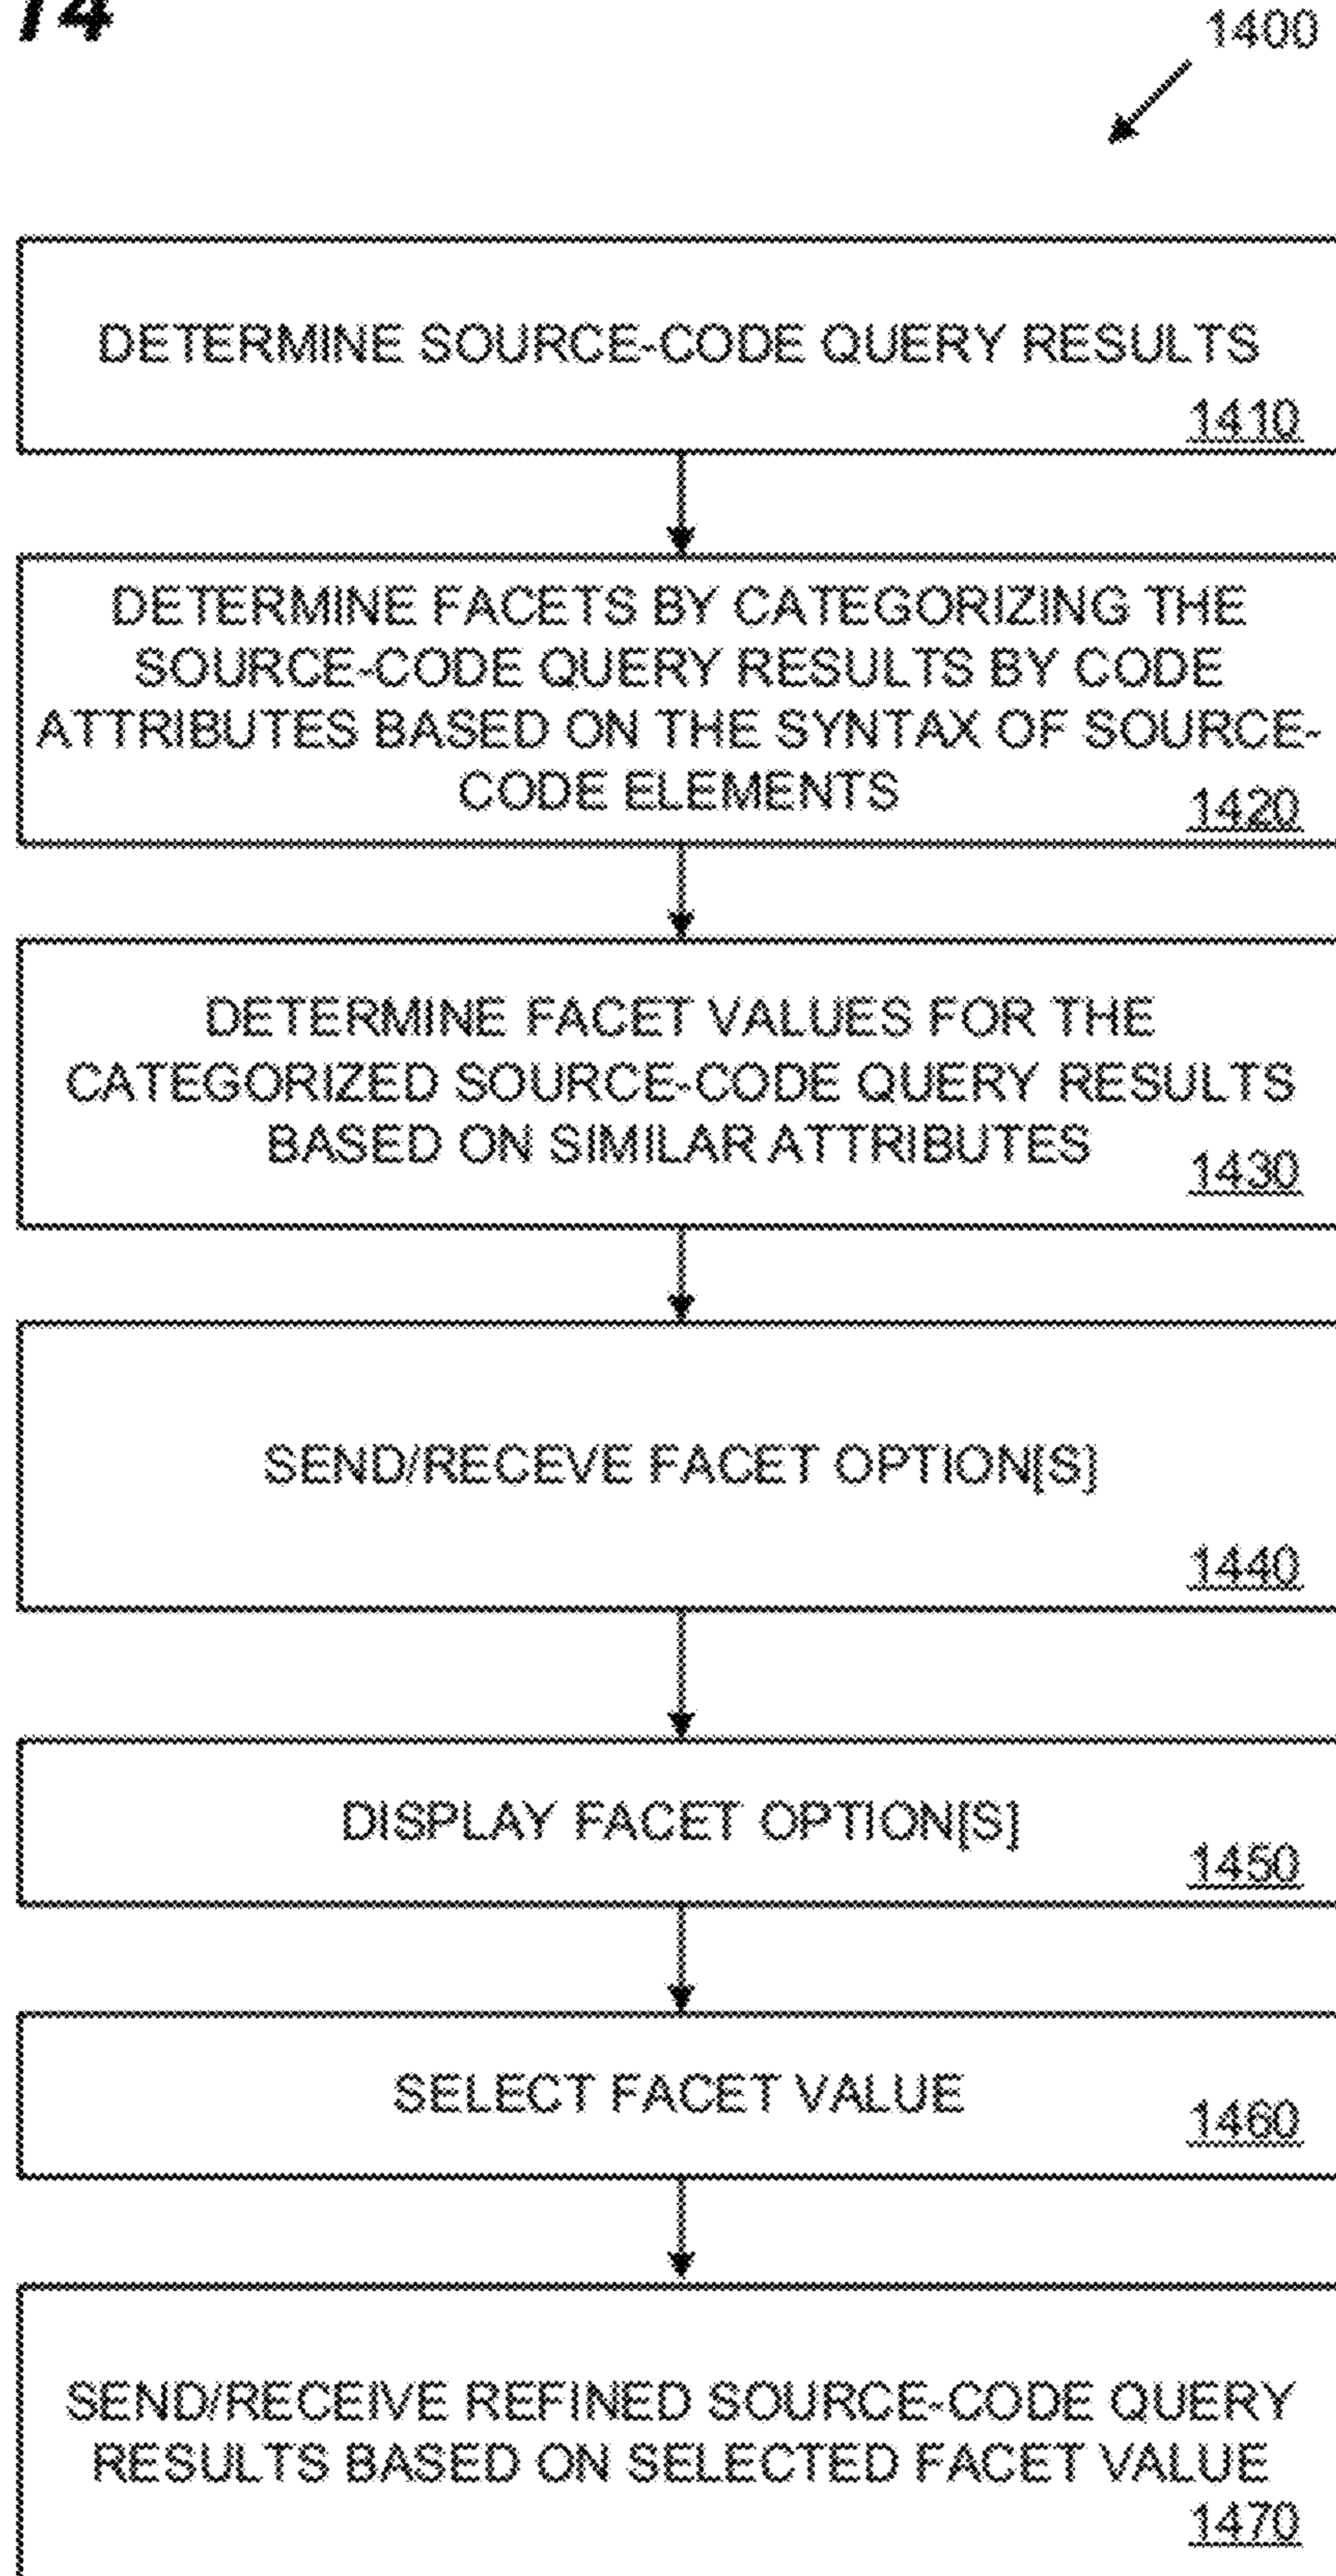 14
1400
DETERMINE SOURCE-CODE QUERY RESULTS
1410
DETERMINE FACETS BY CATEGORIZING THE
SOURCE-CODE QUERY RESULTS BY CODE
ATTRIBUTES BASED ON THE SYNTAX OF SOURCE-
CODE ELEMENTS
1420
DETERMINE FACET VALUES FOR THE
CATEGORIZED SOURCE-CODE QUERY RESULTS
BASED ON SIMILAR ATTRIBUTES
1430
SEND/RECEVE FACET OPTION[S]
1440
DISPLAY FACET OPTION[S]
1450
SELECT FACET VALUE
1460
SEND/RECEIVE REFINED SOURCE-CODE QUERY
RESULTS BASED ON SELECTED FACET VALUE
1470